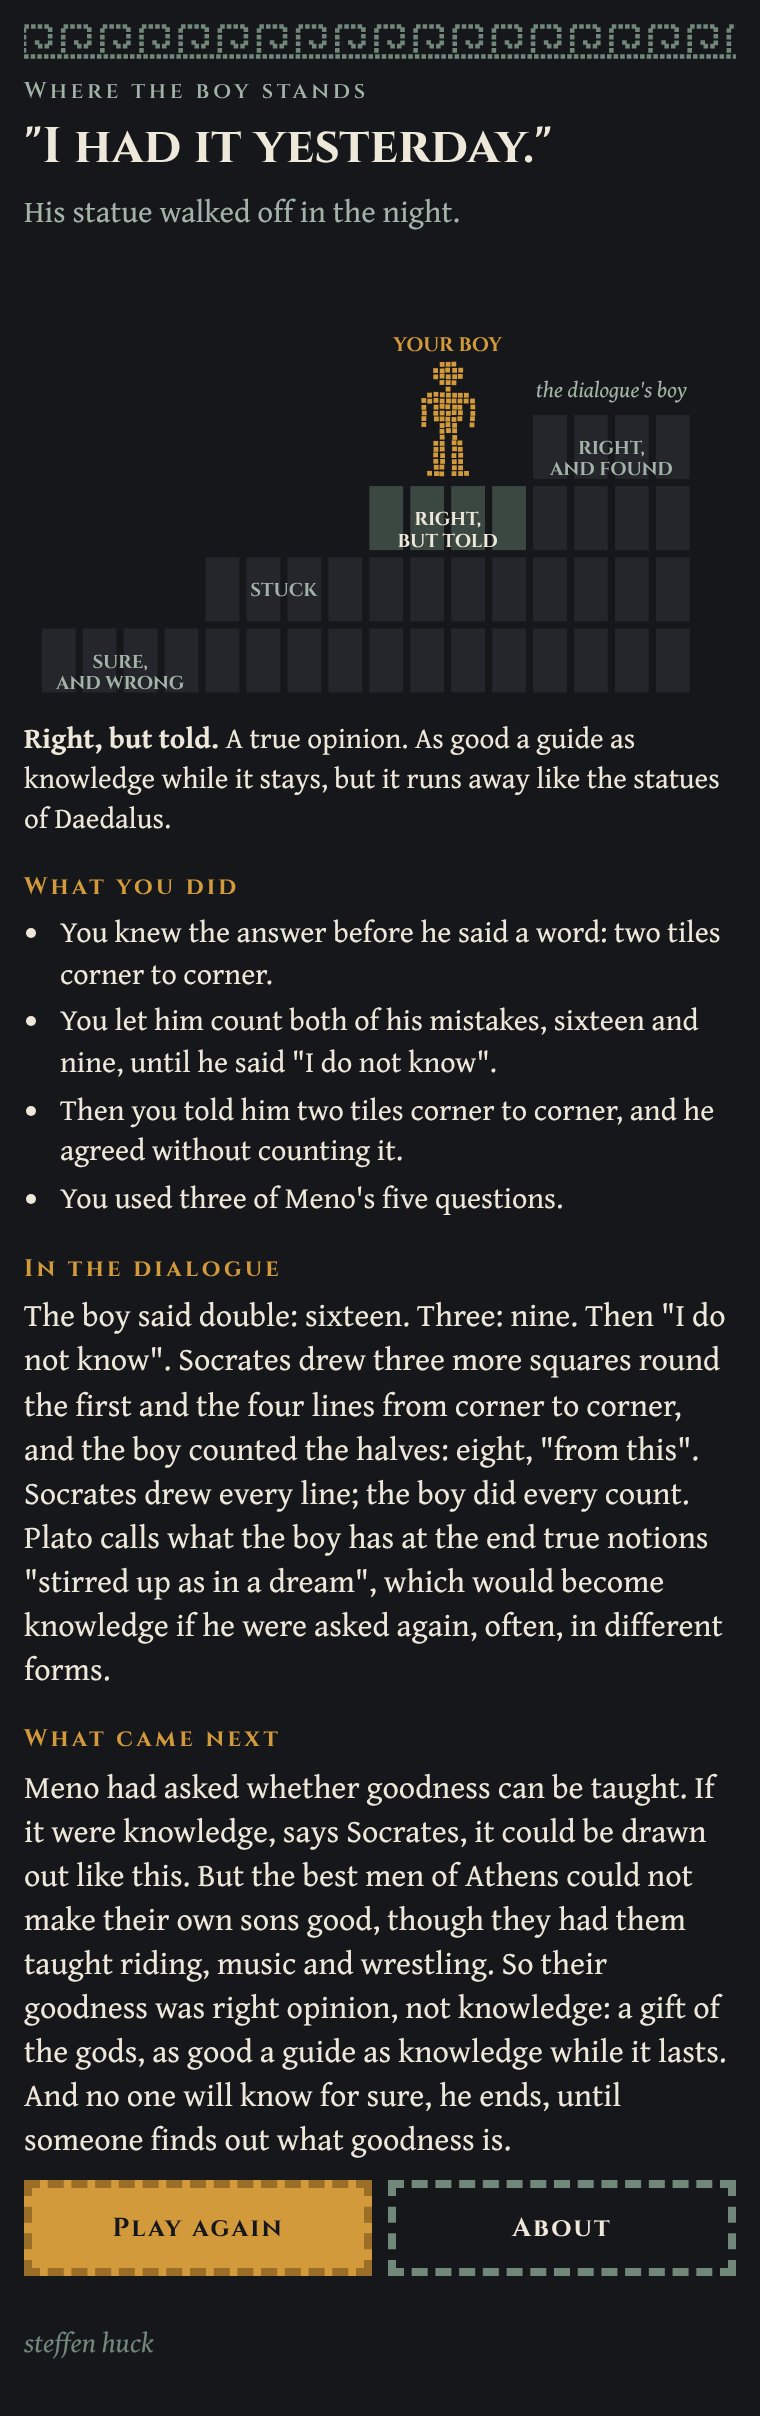 Where the boy stands
"I had it yesterday."
His statue walked off in the night.
YOUR BOY
the dialogue's boy
RIGHT,
AND FOUND
RIGHT,
BUT TOLD
STUCK
SURE,
AND WRONG
Right, but told. A true opinion. As good a guide as
knowledge while it stays, but it runs away like the statues
of Daedalus.
What you did
• You knew the answer before he said a word: two tiles
corner to corner.
• You let him count both of his mistakes, sixteen and
nine, until he said "I do not know".
• Then you told him two tiles corner to corner, and he
agreed without counting it.
• You used three of Meno's five questions.
In the dialogue
The boy said double: sixteen. Three: nine. Then "I do
not know". Socrates drew three more squares round
the first and the four lines from corner to corner,
and the boy counted the halves: eight, "from this".
Socrates drew every line; the boy did every count.
Plato calls what the boy has at the end true notions
"stirred up as in a dream", which would become
knowledge if he were asked again, often, in different
forms.
What came next
Meno had asked whether goodness can be taught. If
it were knowledge, says Socrates, it could be drawn
out like this. But the best men of Athens could not
make their own sons good, though they had them
taught riding, music and wrestling. So their
goodness was right opinion, not knowledge: a gift of
the gods, as good a guide as knowledge while it lasts.
And no one will know for sure, he ends, until
someone finds out what goodness is.
Play again
About
steffen huck